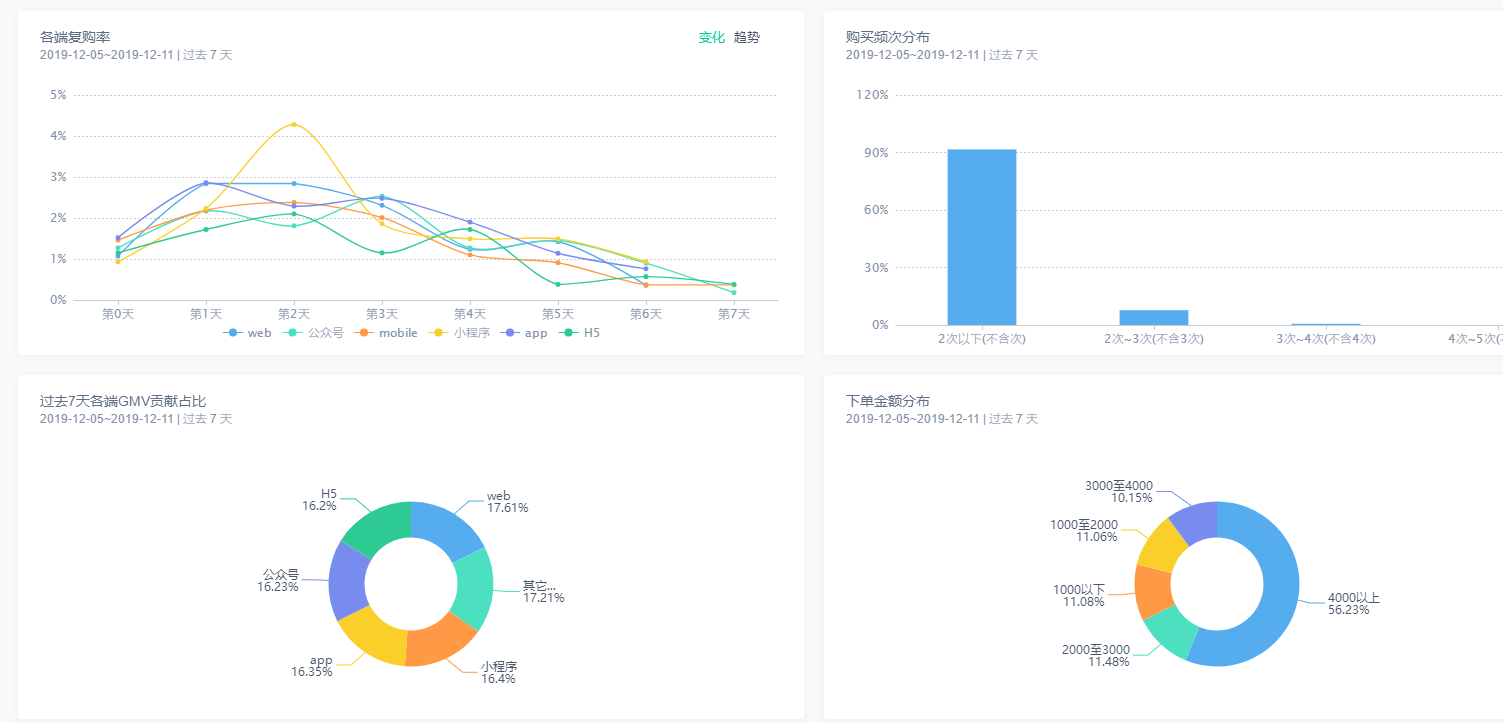 各端复购率
变化 趋势
2019-12-05~2019-12-11 | 过去 7 天
5%
4%
3%
2%
1%
0%
第0天 第1天 第2天 第3天 第4天 第5天 第6天 第7天
web 公众号 mobile 小程序 app H5
购买频次分布
2019-12-05~2019-12-11 | 过去 7 天
120%
90%
60%
30%
0%
2次以下(不含次) 2次~3次(不含3次) 3次~4次(不含4次) 4次~5次(
过去7天各端GMV贡献占比
2019-12-05~2019-12-11 | 过去 7 天
H5
16.2%
web
17.61%
公众号
16.23%
其它...
17.21%
app
16.35%
小程序
16.4%
下单金额分布
2019-12-05~2019-12-11 | 过去 7 天
3000至4000
10.15%
1000至2000
11.06%
1000以下
11.08%
4000以上
56.23%
2000至3000
11.48%